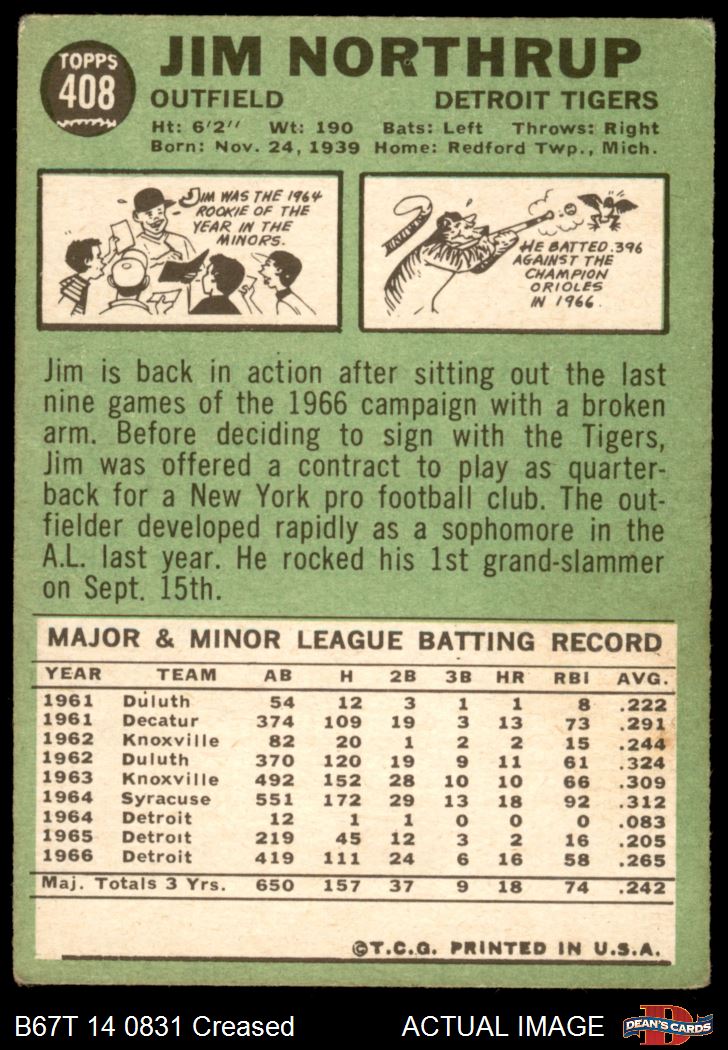 TOPPS
408
JIM NORTHRUP
OUTFIELD DETROIT TIGERS
Ht: 6'2" Wt: 190 Bats: Left Throws: Right
Born: Nov. 24, 1939 Home: Redford Twp., Mich.
JIM WAS THE 1964
ROOKIE OF THE
YEAR IN THE
MINORS.
HE BATTED .396
AGAINST THE
CHAMPION
ORIOLES
IN 1966.
Jim is back in action after sitting out the last
nine games of the 1966 campaign with a broken
arm. Before deciding to sign with the Tigers,
Jim was offered a contract to play as quarter-
back for a New York pro football club. The out-
fielder developed rapidly as a sophomore in the
A.L. last year. He rocked his 1st grand-slammer
on Sept. 15th.
MAJOR & MINOR LEAGUE BATTING RECORD
YEAR TEAM AB H 2B 3B HR RBI AVG.
1961 Duluth 54 12 3 1 1 8 .222
1961 Decatur 374 109 19 3 13 73 .291
1962 Knoxville 82 20 1 2 2 15 .244
1962 Duluth 370 120 19 9 11 61 .324
1963 Knoxville 492 152 28 10 10 66 .309
1964 Syracuse 551 172 29 13 18 92 .312
1964 Detroit 12 1 1 0 0 0 .083
1965 Detroit 219 45 12 3 2 16 .205
1966 Detroit 419 111 24 6 16 58 .265
Maj. Totals 3 Yrs. 650 157 37 9 18 74 .242
©T.C.G. PRINTED IN U.S.A.
B67T 14 0831 Creased ACTUAL IMAGE
DEAN'S CARDS